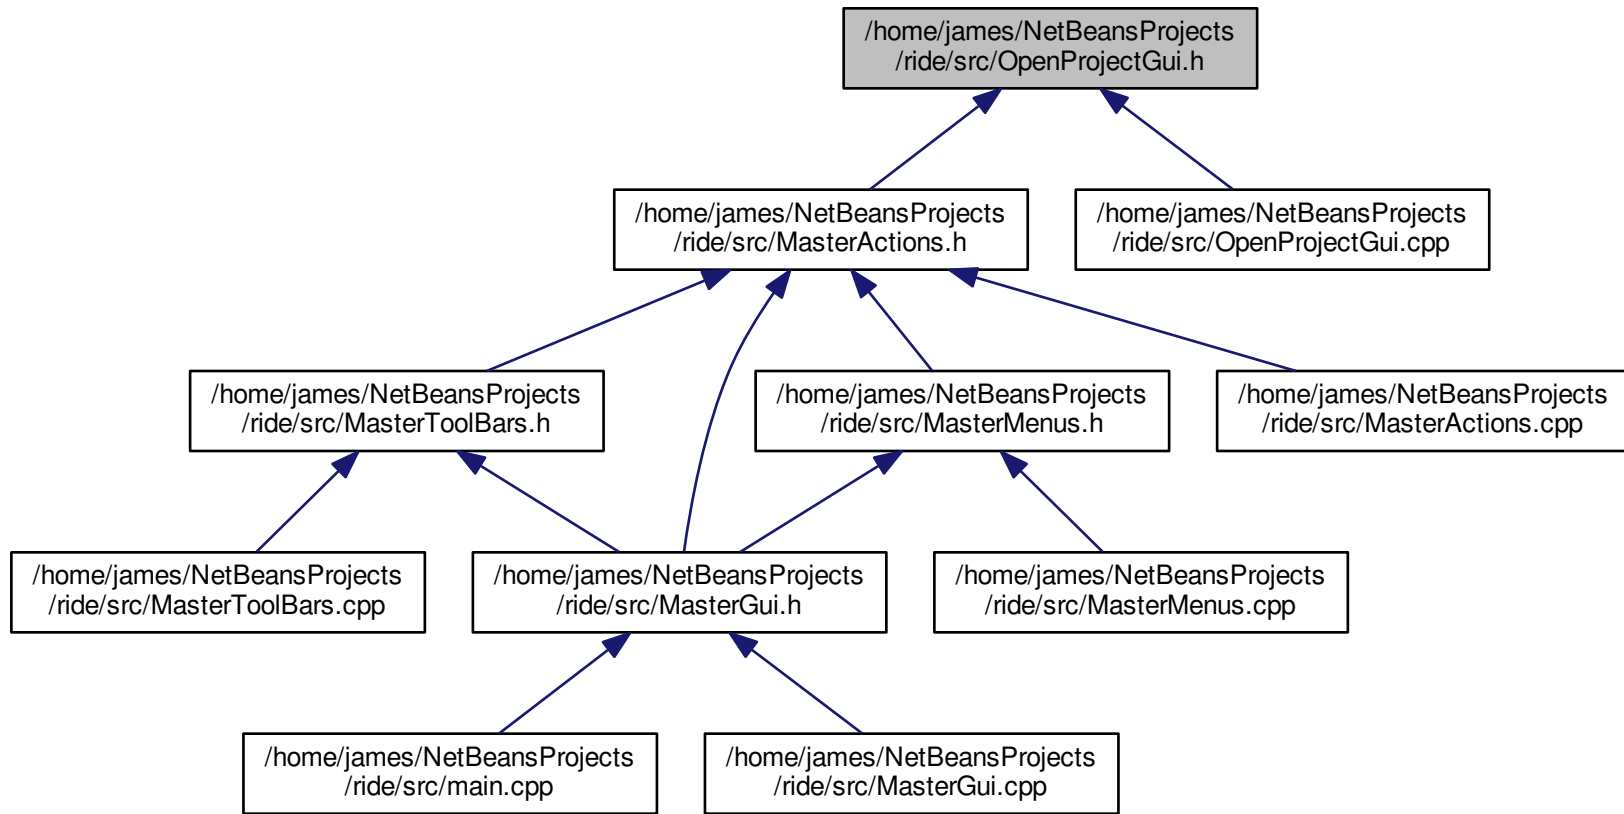 /home/james/NetBeansProjects
/ride/src/OpenProjectGui.h
/home/james/NetBeansProjects
/ride/src/MasterActions.h
/home/james/NetBeansProjects
/ride/src/OpenProjectGui.cpp
/home/james/NetBeansProjects
/ride/src/MasterToolBars.h
/home/james/NetBeansProjects
/ride/src/MasterMenus.h
/home/james/NetBeansProjects
/ride/src/MasterActions.cpp
/home/james/NetBeansProjects
/ride/src/MasterToolBars.cpp
/home/james/NetBeansProjects
/ride/src/MasterGui.h
/home/james/NetBeansProjects
/ride/src/MasterMenus.cpp
/home/james/NetBeansProjects
/ride/src/main.cpp
/home/james/NetBeansProjects
/ride/src/MasterGui.cpp